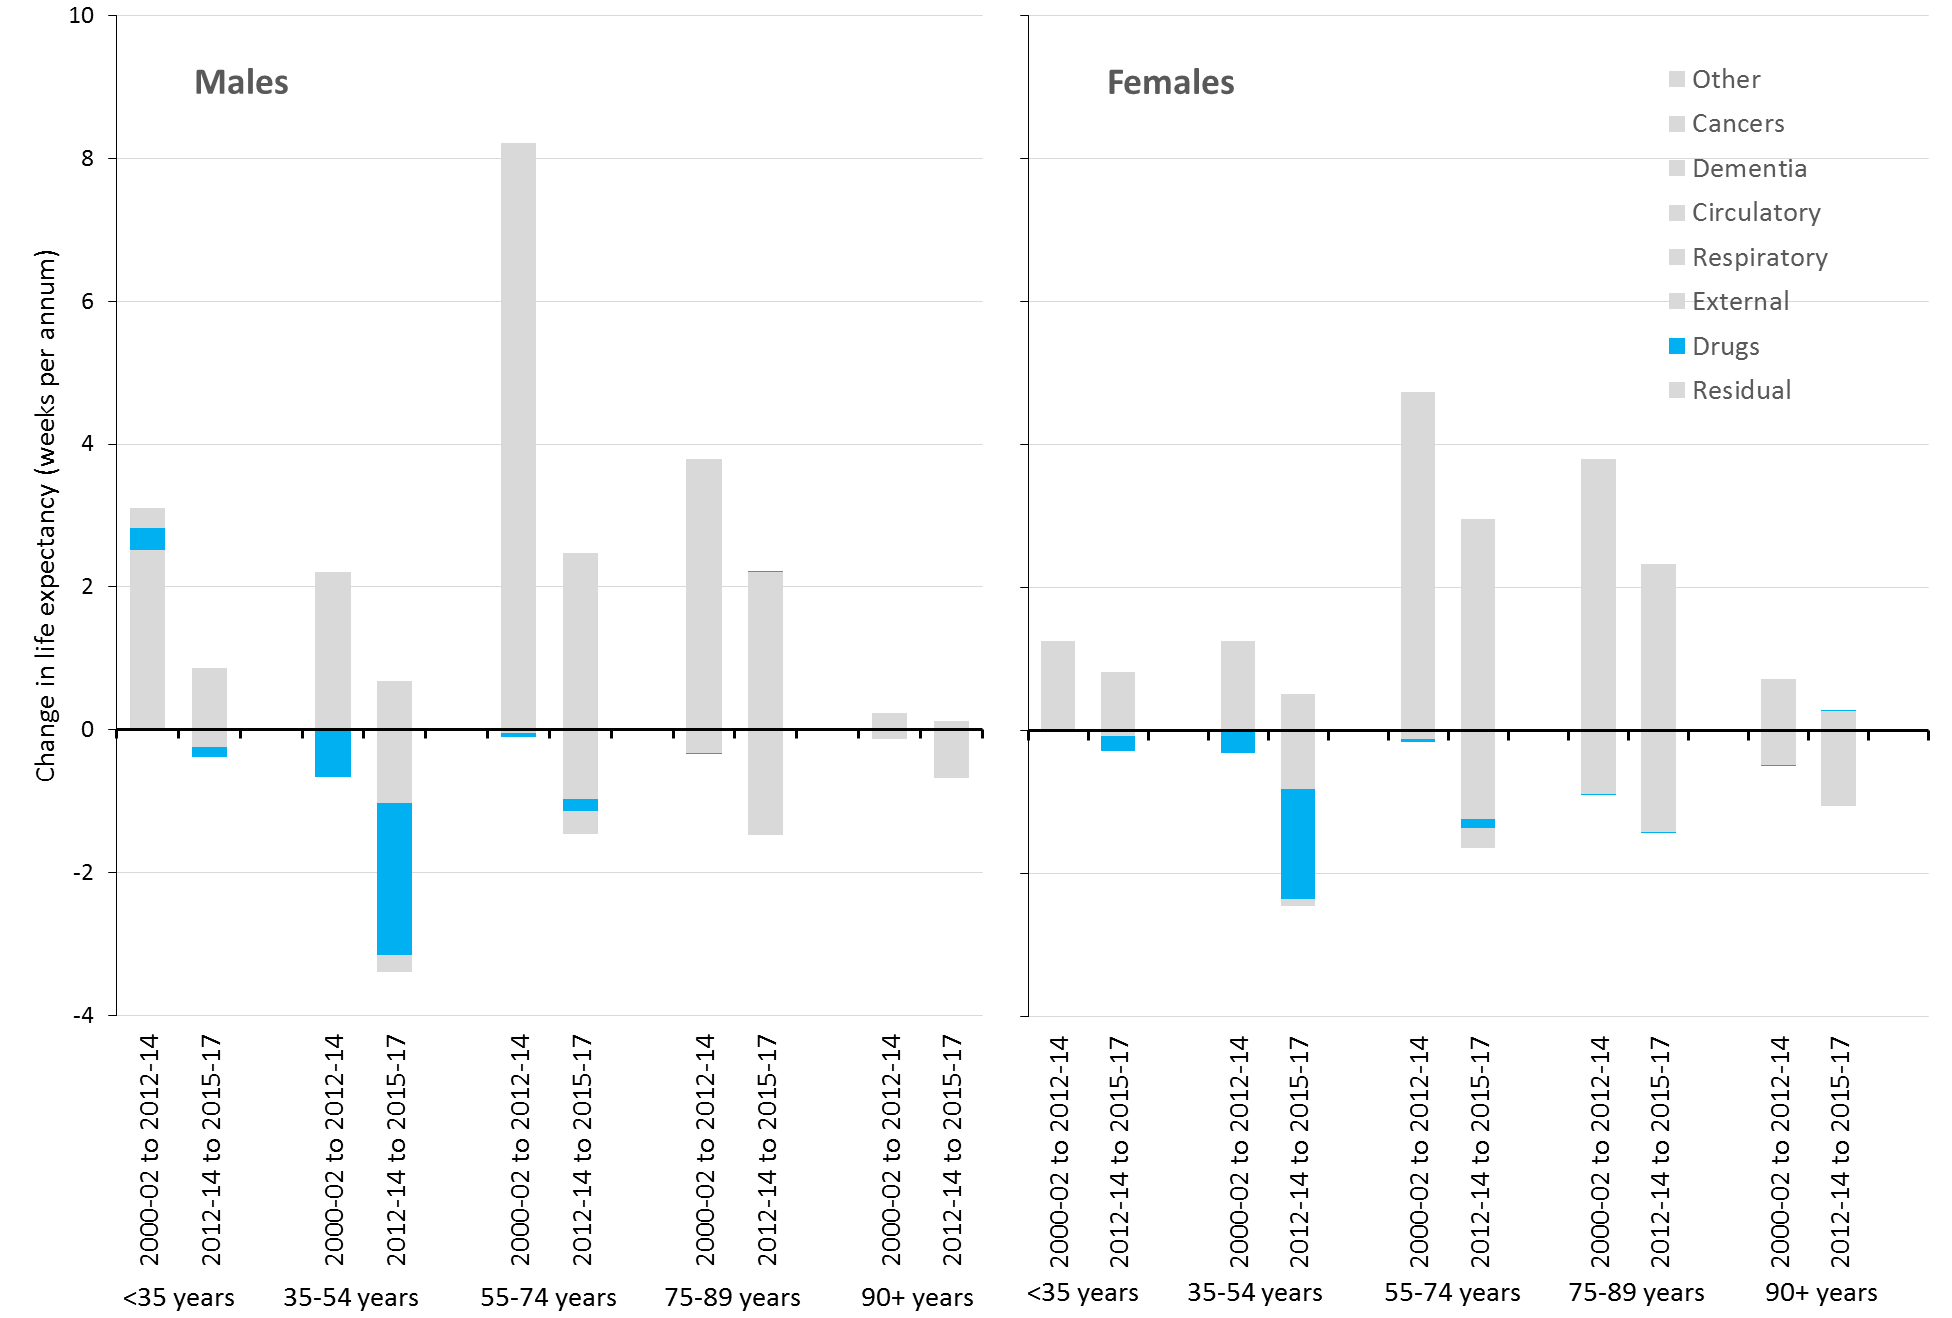 Males
Females
Other
Cancers
Dementia
Circulatory
Respiratory
External
Drugs
Residual
Change in life expectancy (weeks per annum)
10
8
6
4
2
0
-2
-4
2000-02 to 2012-14
2012-14 to 2015-17
2000-02 to 2012-14
2012-14 to 2015-17
2000-02 to 2012-14
2012-14 to 2015-17
2000-02 to 2012-14
2012-14 to 2015-17
2000-02 to 2012-14
2012-14 to 2015-17
<35 years
35-54 years
55-74 years
75-89 years
90+ years
2000-02 to 2012-14
2012-14 to 2015-17
2000-02 to 2012-14
2012-14 to 2015-17
2000-02 to 2012-14
2012-14 to 2015-17
2000-02 to 2012-14
2012-14 to 2015-17
2000-02 to 2012-14
2012-14 to 2015-17
<35 years
35-54 years
55-74 years
75-89 years
90+ years